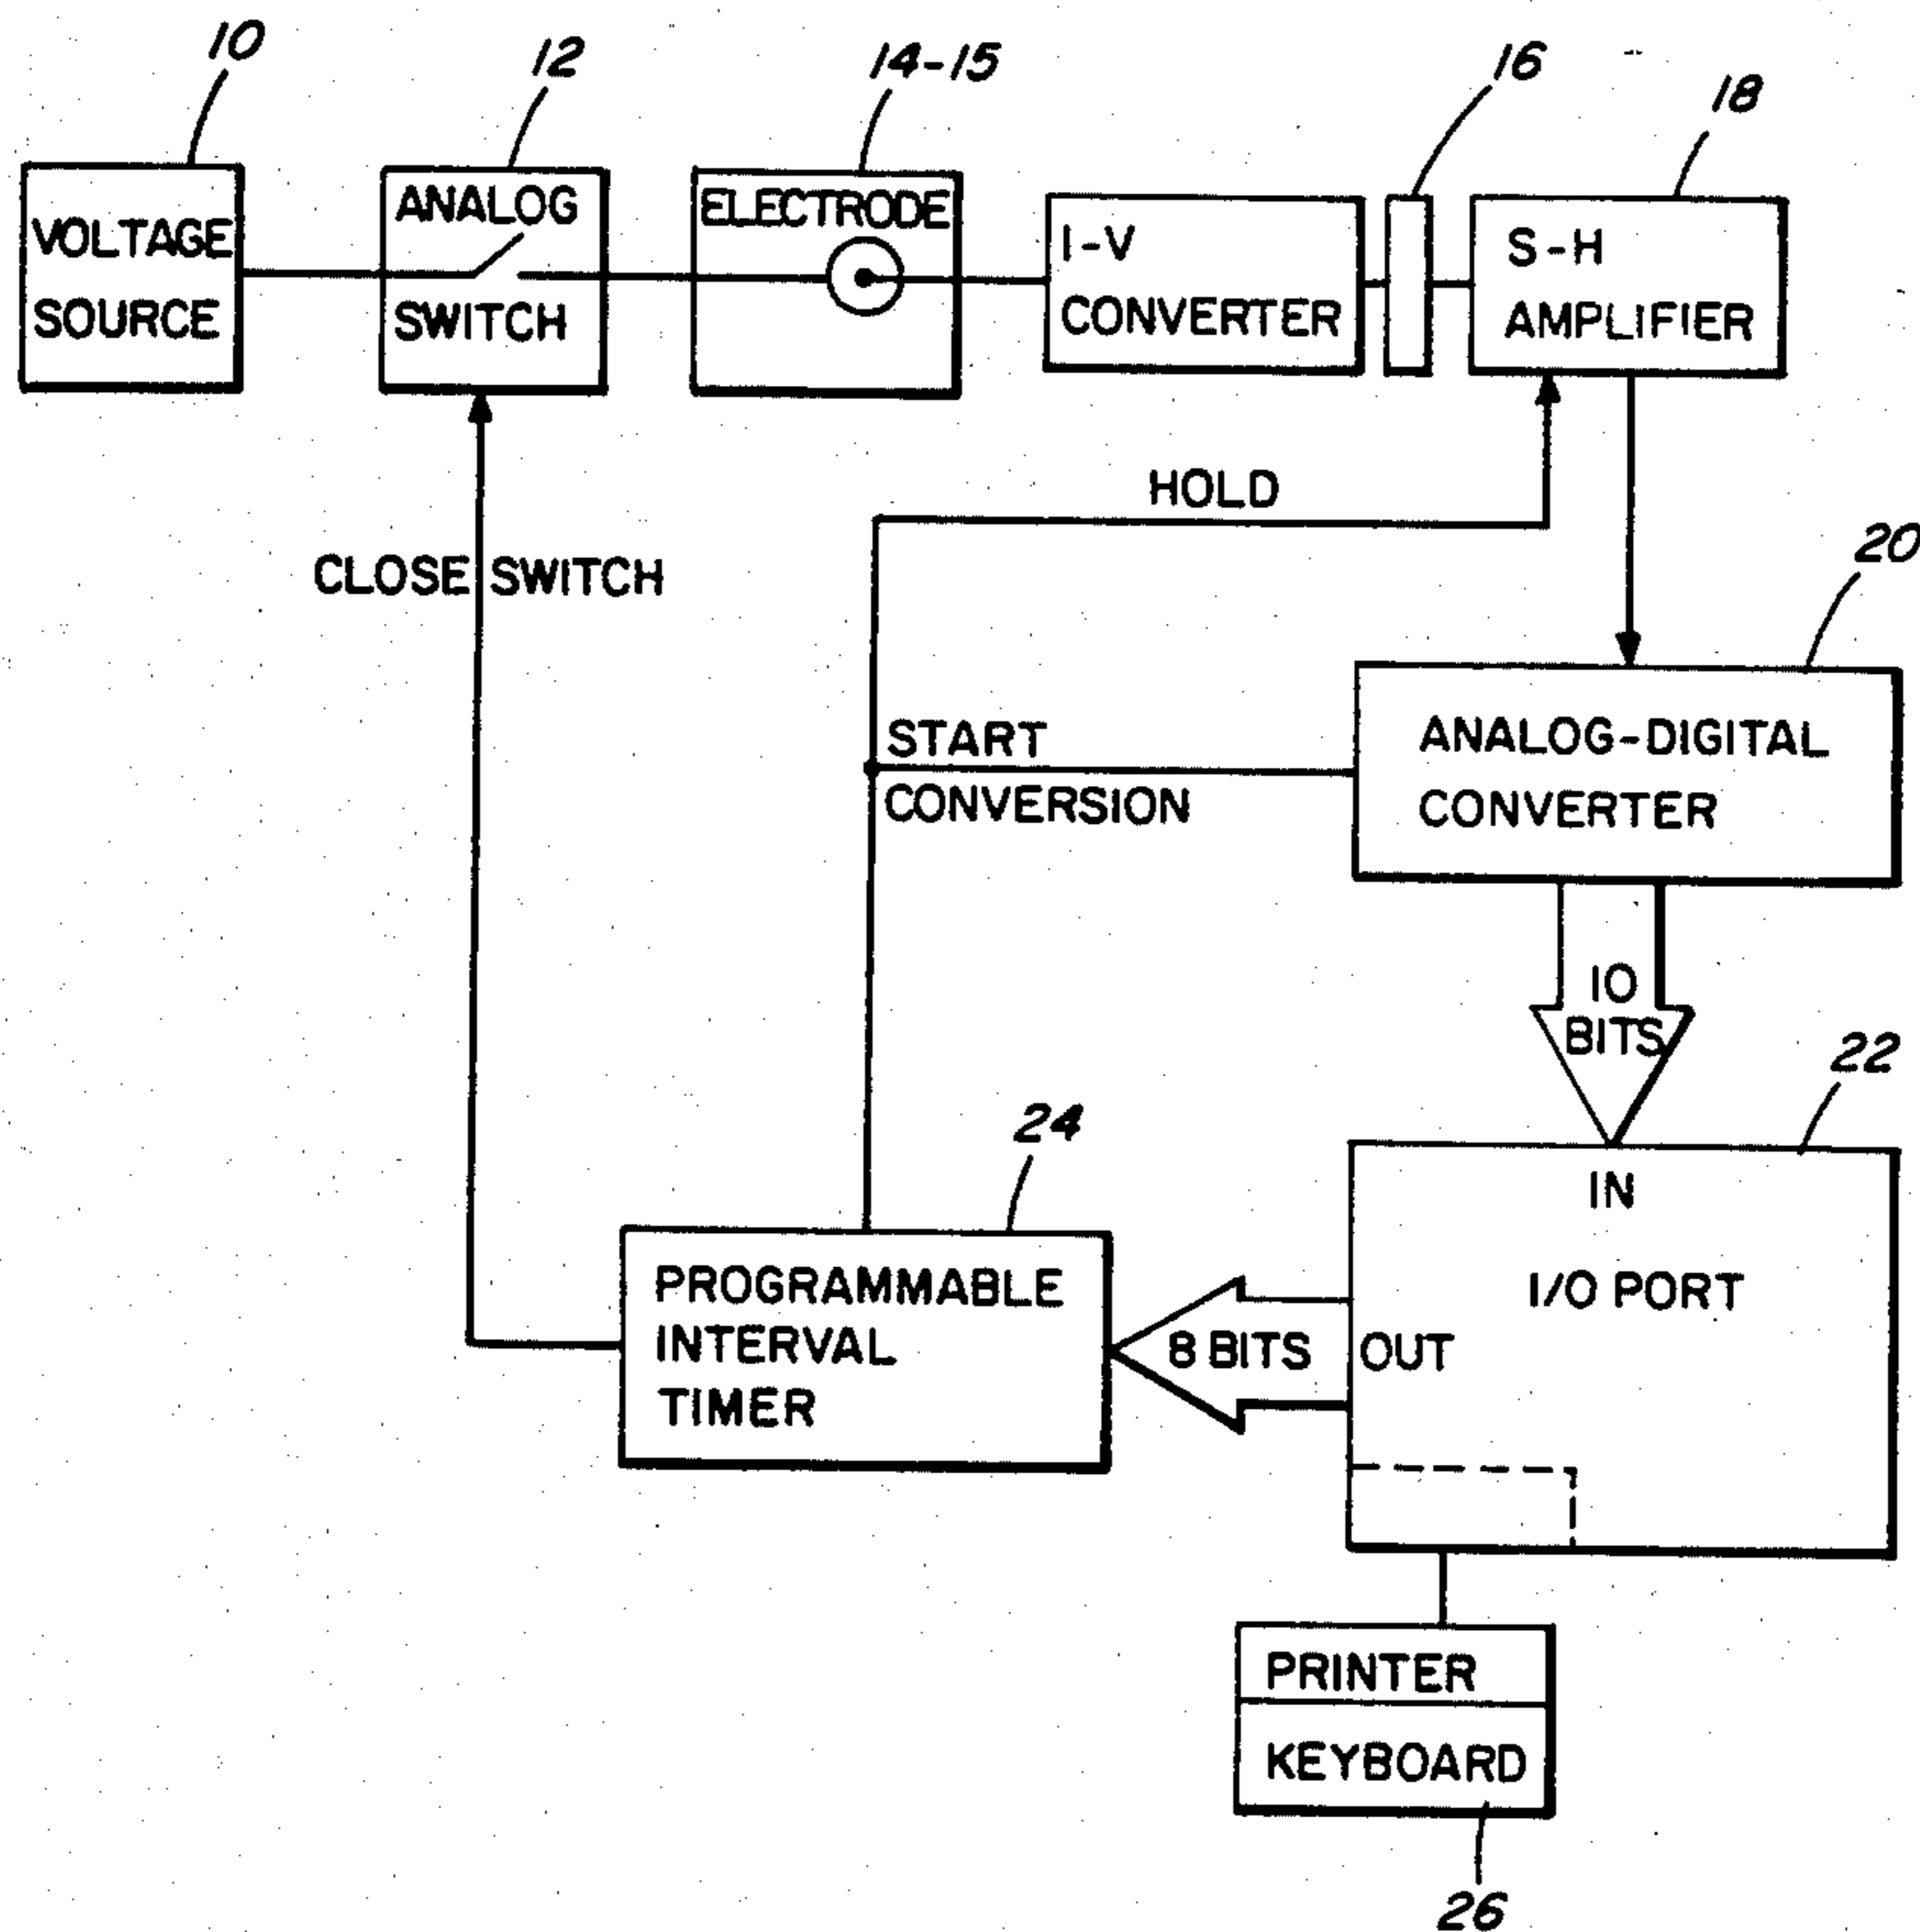 10
12
14-15
16
18
VOLTAGE
SOURCE
ANALOG
SWITCH
ELECTRODE
I-V
CONVERTER
S-H
AMPLIFIER
HOLD
CLOSE SWITCH
20
START
CONVERSION
ANALOG-DIGITAL
CONVERTER
10
BITS
22
24
IN
I/O PORT
PROGRAMMABLE
INTERVAL
TIMER
8 BITS
OUT
PRINTER
KEYBOARD
26